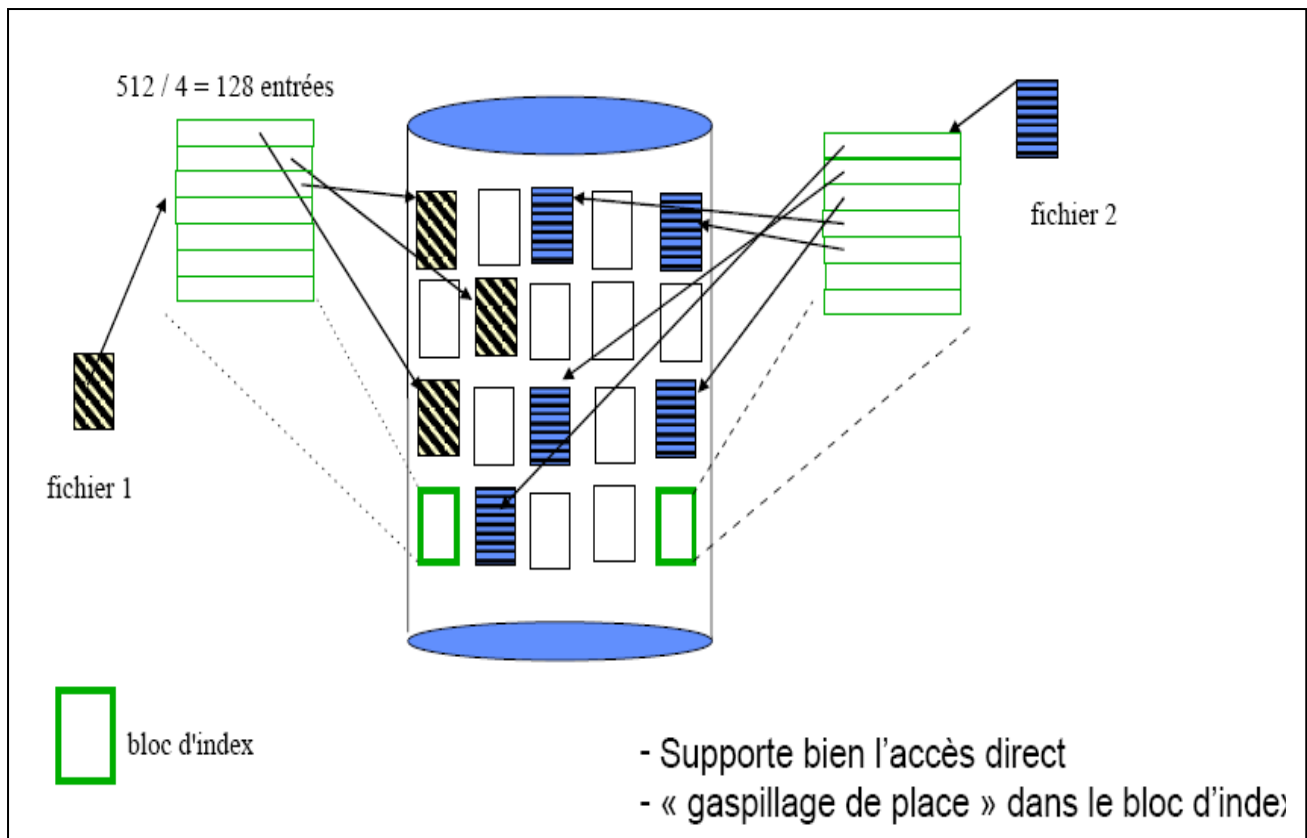 512 / 4 = 128 entrées
fichier 2
fichier 1
bloc d'index
- Supporte bien l'accès direct
- « gaspillage de place » dans le bloc d'index